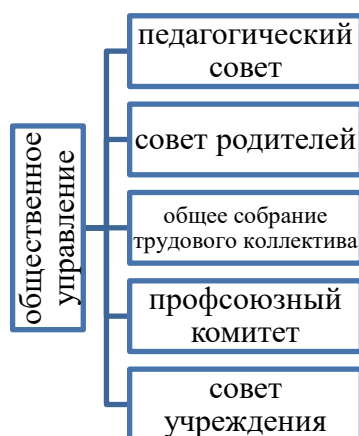 общественное
управление
педагогический
совет
совет родителей
общее собрание
трудового коллектива
профсоюзный
комитет
совет
учреждения